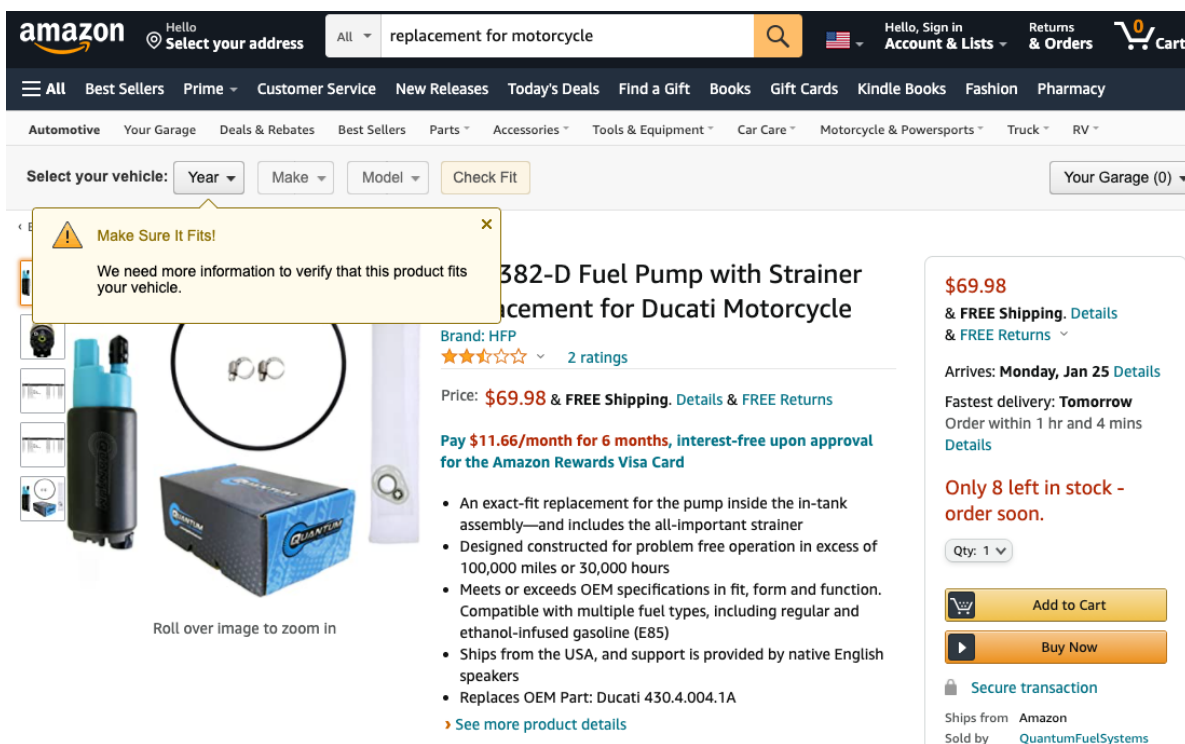 amazon
Hello
Select your address
All
replacement for motorcycle
Hello, Sign in
Account & Lists
Returns
& Orders
0
Cart
All Best Sellers Prime Customer Service New Releases Today's Deals Find a Gift Books Gift Cards Kindle Books Fashion Pharmacy
Automotive Your Garage Deals & Rebates Best Sellers Parts Accessories Tools & Equipment Car Care Motorcycle & Powersports Truck RV
Select your vehicle: Year Make Model Check Fit
Your Garage (0)
Make Sure It Fits!
We need more information to verify that this product fits
your vehicle.
382-D Fuel Pump with Strainer
for Ducati Motorcycle
Brand: HFP
2 ratings
Price: $69.98 & FREE Shipping. Details & FREE Returns
Pay $11.66/month for 6 months, interest-free upon approval
for the Amazon Rewards Visa Card
An exact-fit replacement for the pump inside the in-tank
assembly—and includes the all-important strainer
Designed constructed for problem free operation in excess of
100,000 miles or 30,000 hours
Meets or exceeds OEM specifications in fit, form and function.
Compatible with multiple fuel types, including regular and
ethanol-infused gasoline (E85)
Ships from the USA, and support is provided by native English
speakers
Replaces OEM Part: Ducati 430.4.004.1A
See more product details
QUANTUM
QUANTUM
QUANTUM
Roll over image to zoom in
$69.98
& FREE Shipping. Details
& FREE Returns
Arrives: Monday, Jan 25 Details
Fastest delivery: Tomorrow
Order within 1 hr and 4 mins
Details
Only 8 left in stock -
order soon.
Qty: 1
Add to Cart
Buy Now
Secure transaction
Ships from Amazon
Sold by QuantumFuelSystems